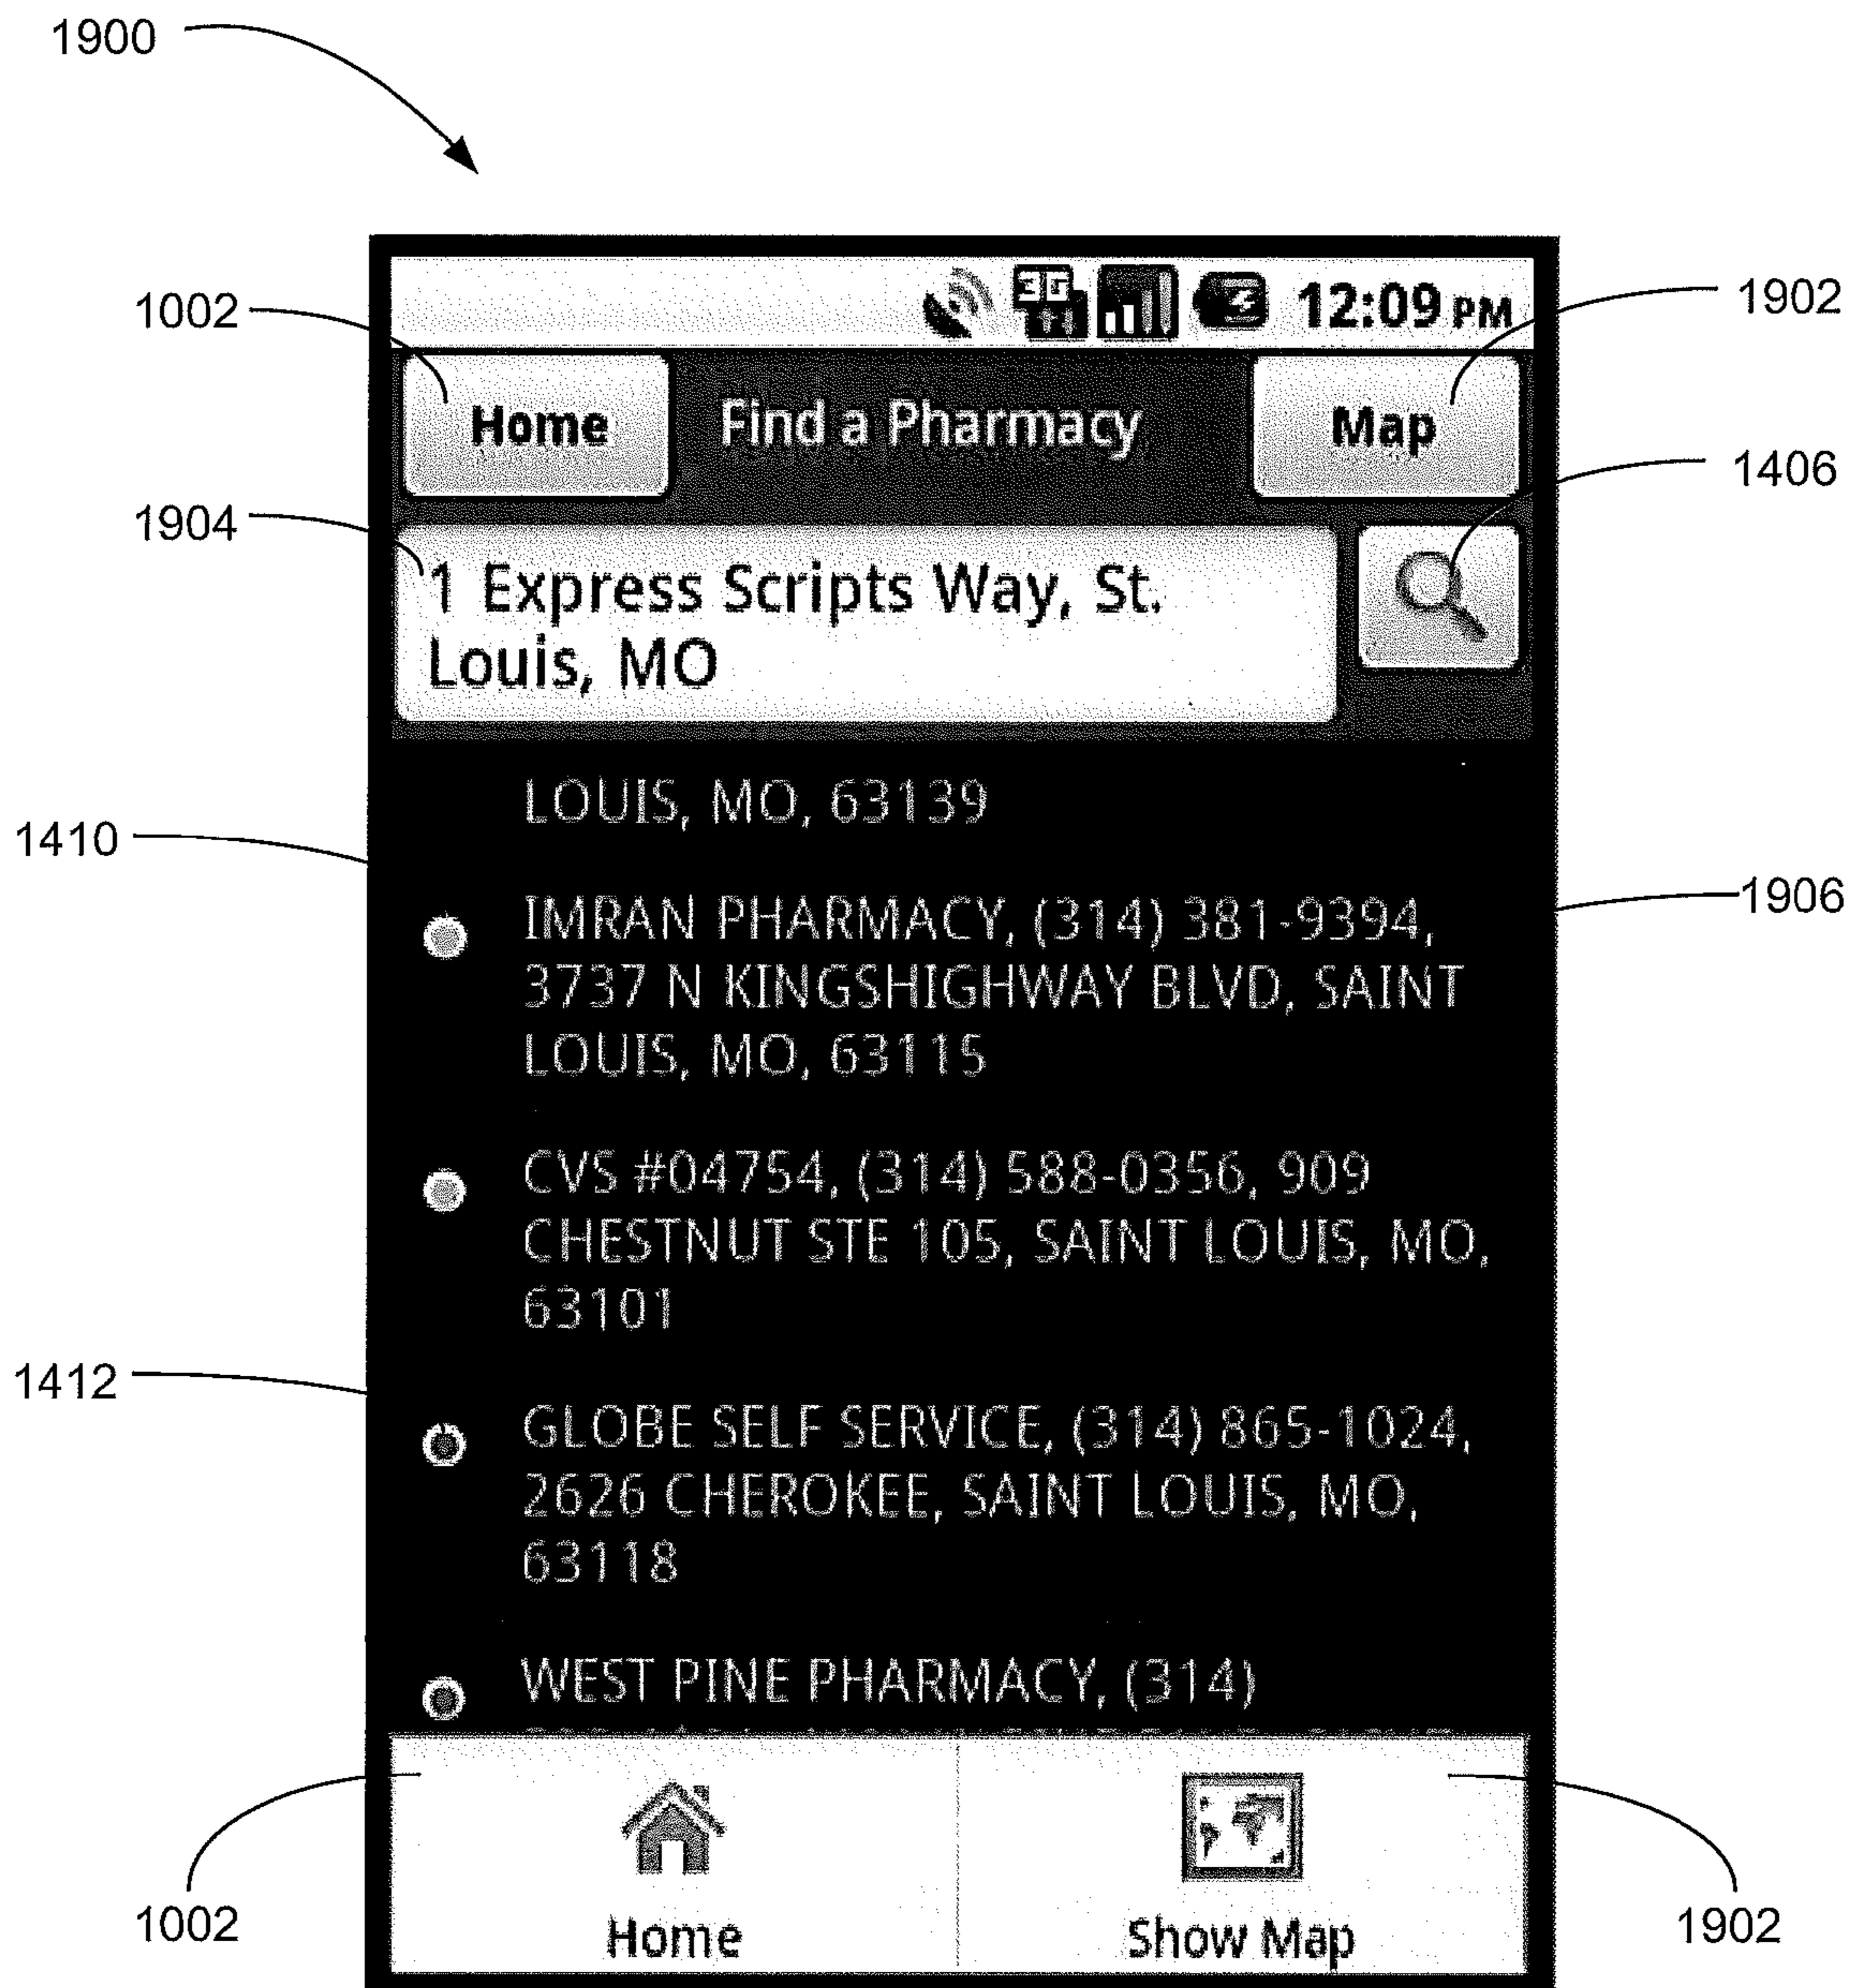 1900
3G
12:09 PM
1002
1902
Home
Find a Pharmacy
Map
1406
1904
1 Express Scripts Way, St.
Louis, MO
LOUIS, MO, 63139
1410
1906
IMRAN PHARMACY, (314) 381-9394,
3737 N KINGSHIGHWAY BLVD, SAINT
LOUIS, MO, 63115
CVS #04754, (314) 588-0356, 909
CHESTNUT STE 105, SAINT LOUIS, MO,
63101
1412
GLOBE SELF SERVICE, (314) 865-1024,
2626 CHEROKEE, SAINT LOUIS, MO,
63118
WEST PINE PHARMACY, (314)
Home
Show Map
1002
1902